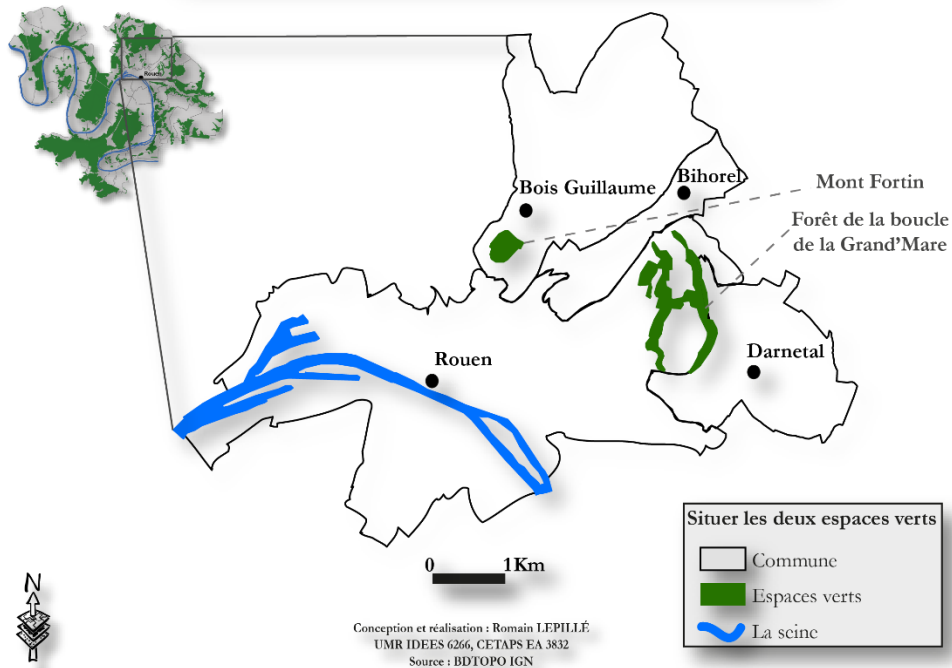 Rouen
Bois Guillaume
Bihorel
Mont Fortin
Forêt de la boucle
de la Grand'Mare
Rouen
Darnetal
0 1Km
N
Situer les deux espaces verts
Commune
Espaces verts
La seine
Conception et réalisation : Romain LEPILLÉ
UMR IDEES 6266, CETAPS EA 3832
Source : BDTOPO IGN